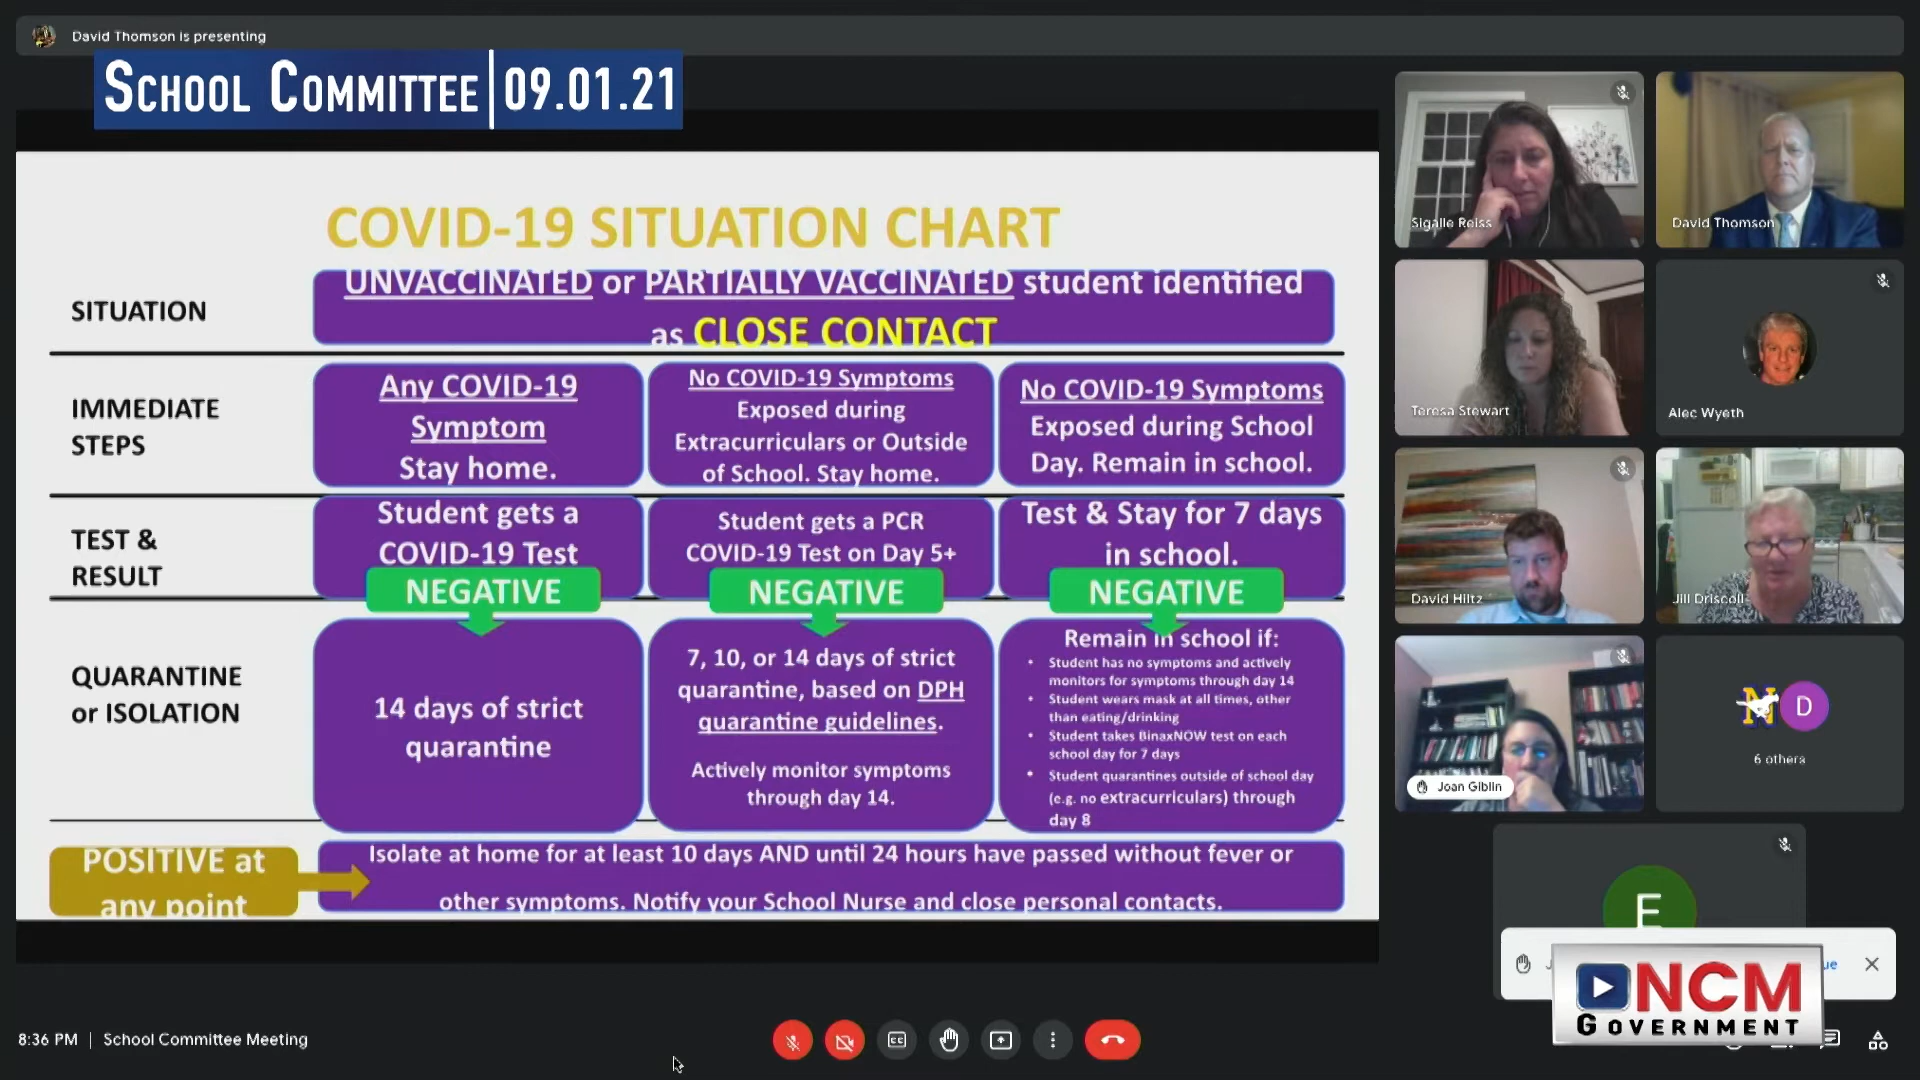 David Thomson is presenting
SCHOOL COMMITTEE | 09.01.21
COVID-19 SITUATION CHART
SITUATION
UNVACCINATED or PARTIALLY VACCINATED student identified
as CLOSE CONTACT
IMMEDIATE
STEPS
Any COVID-19
Symptom
Stay home.
No COVID-19 Symptoms
Exposed during
Extracurriculars or Outside
of School. Stay home.
No COVID-19 Symptoms
Exposed during School
Day. Remain in school.
TEST &
RESULT
Student gets a
COVID-19 Test
NEGATIVE
Student gets a PCR
COVID-19 Test on Day 5+
NEGATIVE
Test & Stay for 7 days
in school.
NEGATIVE
QUARANTINE
or ISOLATION
14 days of strict
quarantine
7, 10, or 14 days of strict
quarantine, based on DPH
quarantine guidelines.
Actively monitor symptoms
through day 14.
Remain in school if:
• Student has no symptoms and actively
monitors for symptoms through day 14
• Student wears mask at all times, other
than eating/drinking
• Student takes BinaxNOW test on each
school day for 7 days
• Student quarantines outside of school day
(e.g. no extracurriculars) through
day 8
POSITIVE at
any point
Isolate at home for at least 10 days AND until 24 hours have passed without fever or
other symptoms. Notify your School Nurse and close personal contacts.
Sigalle Reiss
David Thomson
Teresa Stewart
Alec Wyeth
David Hiltz
Jill Driscoll
Joan Giblin
N
D
6 others
E
ue
NCM
GOVERNMENT
8:36 PM | School Committee Meeting
CC